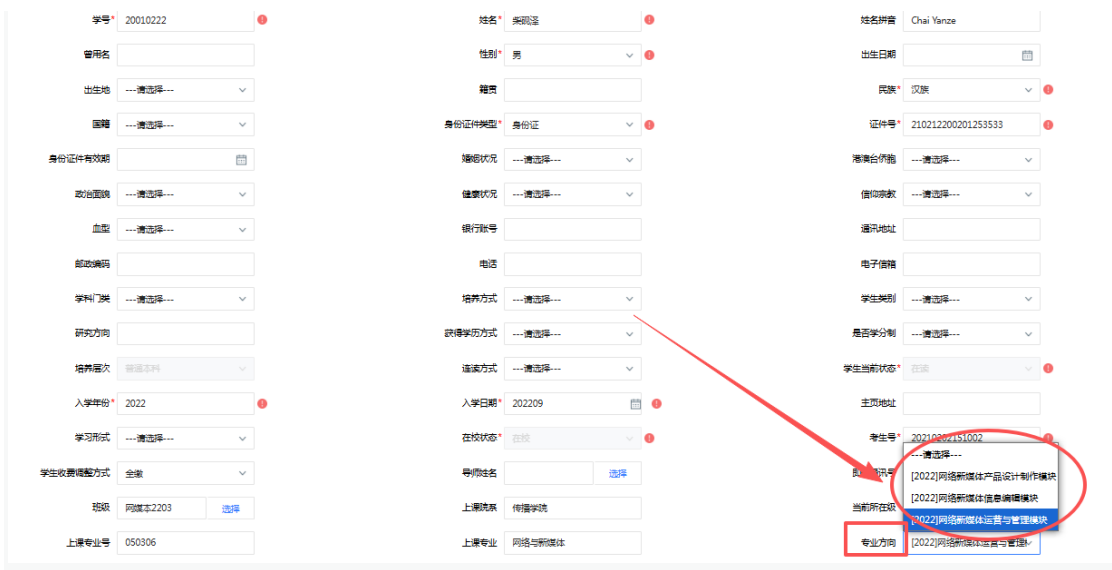 学号* 20010222 姓名* 柴砚泽 姓名拼音 Chai Yanze
曾用名 性别* 男 出生日期
出生地 ---请选择--- 籍贯 民族* 汉族
国籍 ---请选择--- 身份证件类型* 身份证 证件号* 210212200201253533
身份证件有效期 婚姻状况 ---请选择--- 港澳台侨胞 ---请选择---
政治面貌 ---请选择--- 健康状况 ---请选择--- 信仰宗教 ---请选择---
血型 ---请选择--- 银行账号 通讯地址
邮政编码 电话 电子信箱
学科门类 ---请选择--- 培养方式 ---请选择--- 学生类别 ---请选择---
研究方向 获得学历方式 ---请选择--- 是否学分制 ---请选择---
培养层次 普通本科 连读方式 ---请选择--- 学生当前状态* 在读
入学年份* 2022 入学日期* 202209 主页地址
学习形式 ---请选择--- 在校状态* 在校 考生号* 20210202151002
---请选择---
学生收费调整方式 全缴 导师姓名 选择 [2022]网络新媒体产品设计制作模块
[2022]网络新媒体信息编辑模块
班级 网媒本2203 选择 上课院系 传播学院 当前所在级 [2022]网络新媒体运营与管理模块
上课专业号 050306 上课专业 网络与新媒体 专业方向 [2022]网络新媒体运营与管理